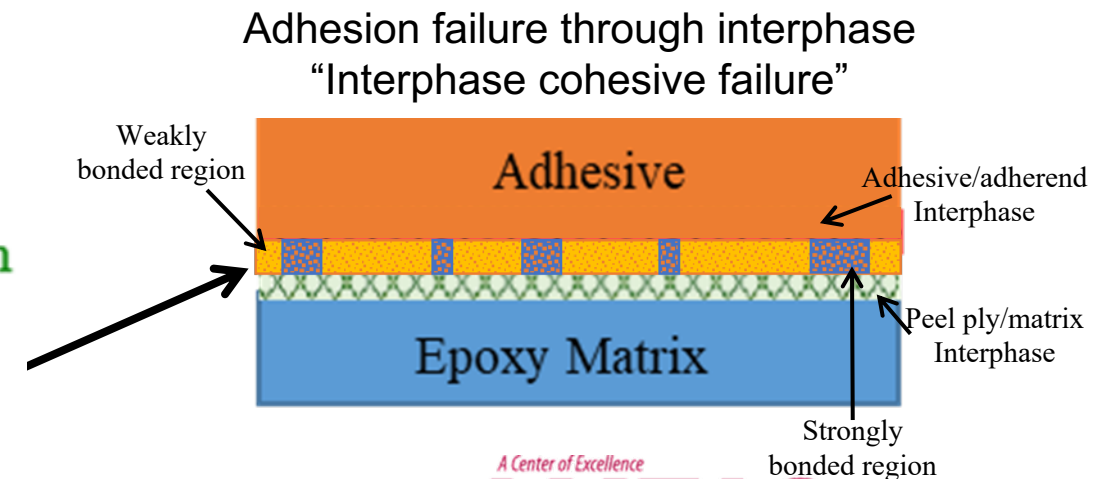 Adhesion failure through interphase
“Interphase cohesive failure”
Weakly
bonded region
Adhesive
Adhesive/adherend
Interphase
Peel ply/matrix
Interphase
Epoxy Matrix
Strongly
bonded region
A Center of Excellence